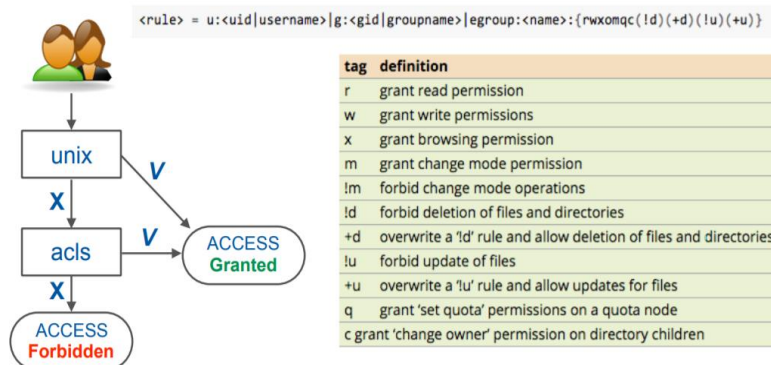 <rule> = u:<uid|username>|g:<gid|groupname>|egroup:<name>:{rwxomqc(!d)(+d)(!u)(+u)}
unix
V
X
acls
V
ACCESS
Granted
X
ACCESS
Forbidden
tag definition
r grant read permission
w grant write permissions
x grant browsing permission
m grant change mode permission
!m forbid change mode operations
!d forbid deletion of files and directories
+d overwrite a '!d' rule and allow deletion of files and directories
!u forbid update of files
+u overwrite a '!u' rule and allow updates for files
q grant 'set quota' permissions on a quota node
c grant 'change owner' permission on directory children